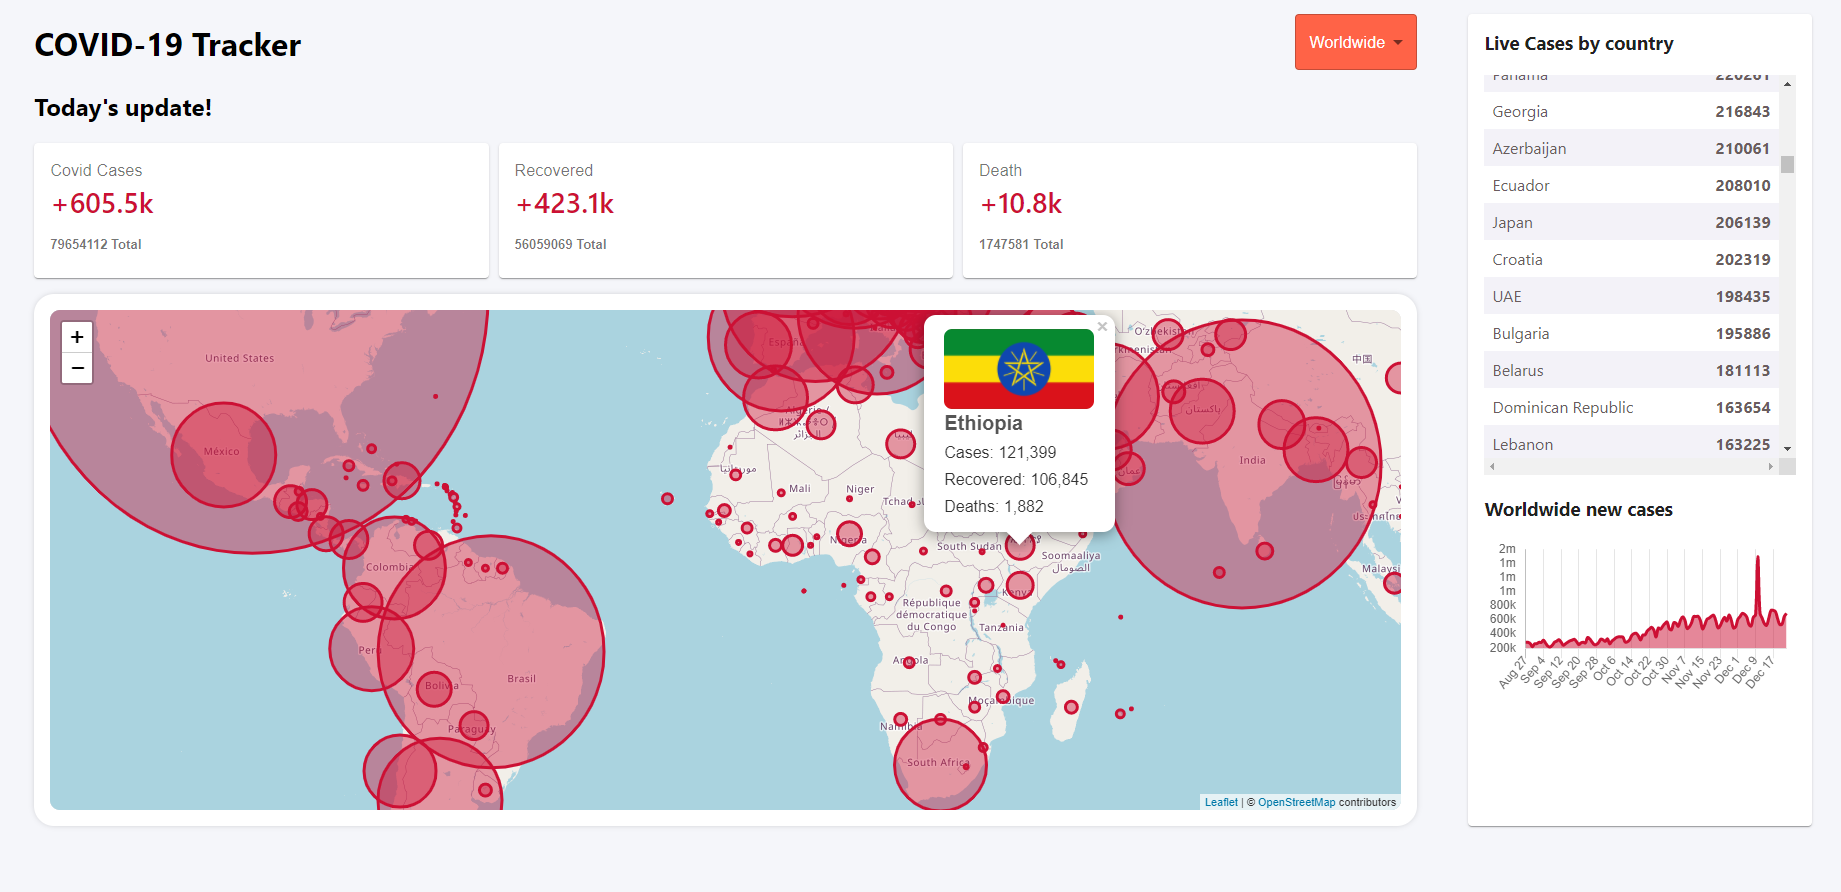 COVID-19 Tracker
Worldwide
Today's update!
Covid Cases
+605.5k
79654112 Total
Recovered
+423.1k
56059069 Total
Death
+10.8k
1747581 Total
+
−
United States
México
Colombia
Perú
Brasil
Bolivia
Paraguay
España
Mali
Niger
Nigeria
South Sudan
Soomaaliya
الصومال
Kenya
République
démocratique
du Congo
Tanzania
Angola
Moçambique
Namibia
South Africa
India
中国
×
Ethiopia
Cases: 121,399
Recovered: 106,845
Deaths: 1,882
Leaflet | © OpenStreetMap contributors
Live Cases by country
Panama 220261
Georgia 216843
Azerbaijan 210061
Ecuador 208010
Japan 206139
Croatia 202319
UAE 198435
Bulgaria 195886
Belarus 181113
Dominican Republic 163654
Lebanon 163225
Worldwide new cases
2m
1m
1m
1m
800k
600k
400k
200k
Aug 27
Sep 4
Sep 12
Sep 20
Sep 28
Oct 6
Oct 14
Oct 22
Oct 30
Nov 7
Nov 15
Nov 23
Dec 1
Dec 9
Dec 17